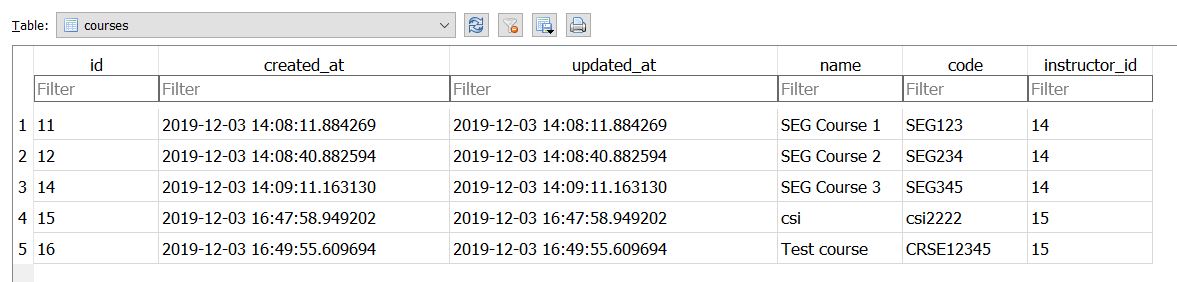 Table: courses
id created_at updated_at name code instructor_id
Filter Filter Filter Filter Filter Filter
1 11 2019-12-03 14:08:11.884269 2019-12-03 14:08:11.884269 SEG Course 1 SEG123 14
2 12 2019-12-03 14:08:40.882594 2019-12-03 14:08:40.882594 SEG Course 2 SEG234 14
3 14 2019-12-03 14:09:11.163130 2019-12-03 14:09:11.163130 SEG Course 3 SEG345 14
4 15 2019-12-03 16:47:58.949202 2019-12-03 16:47:58.949202 csi csi2222 15
5 16 2019-12-03 16:49:55.609694 2019-12-03 16:49:55.609694 Test course CRSE12345 15